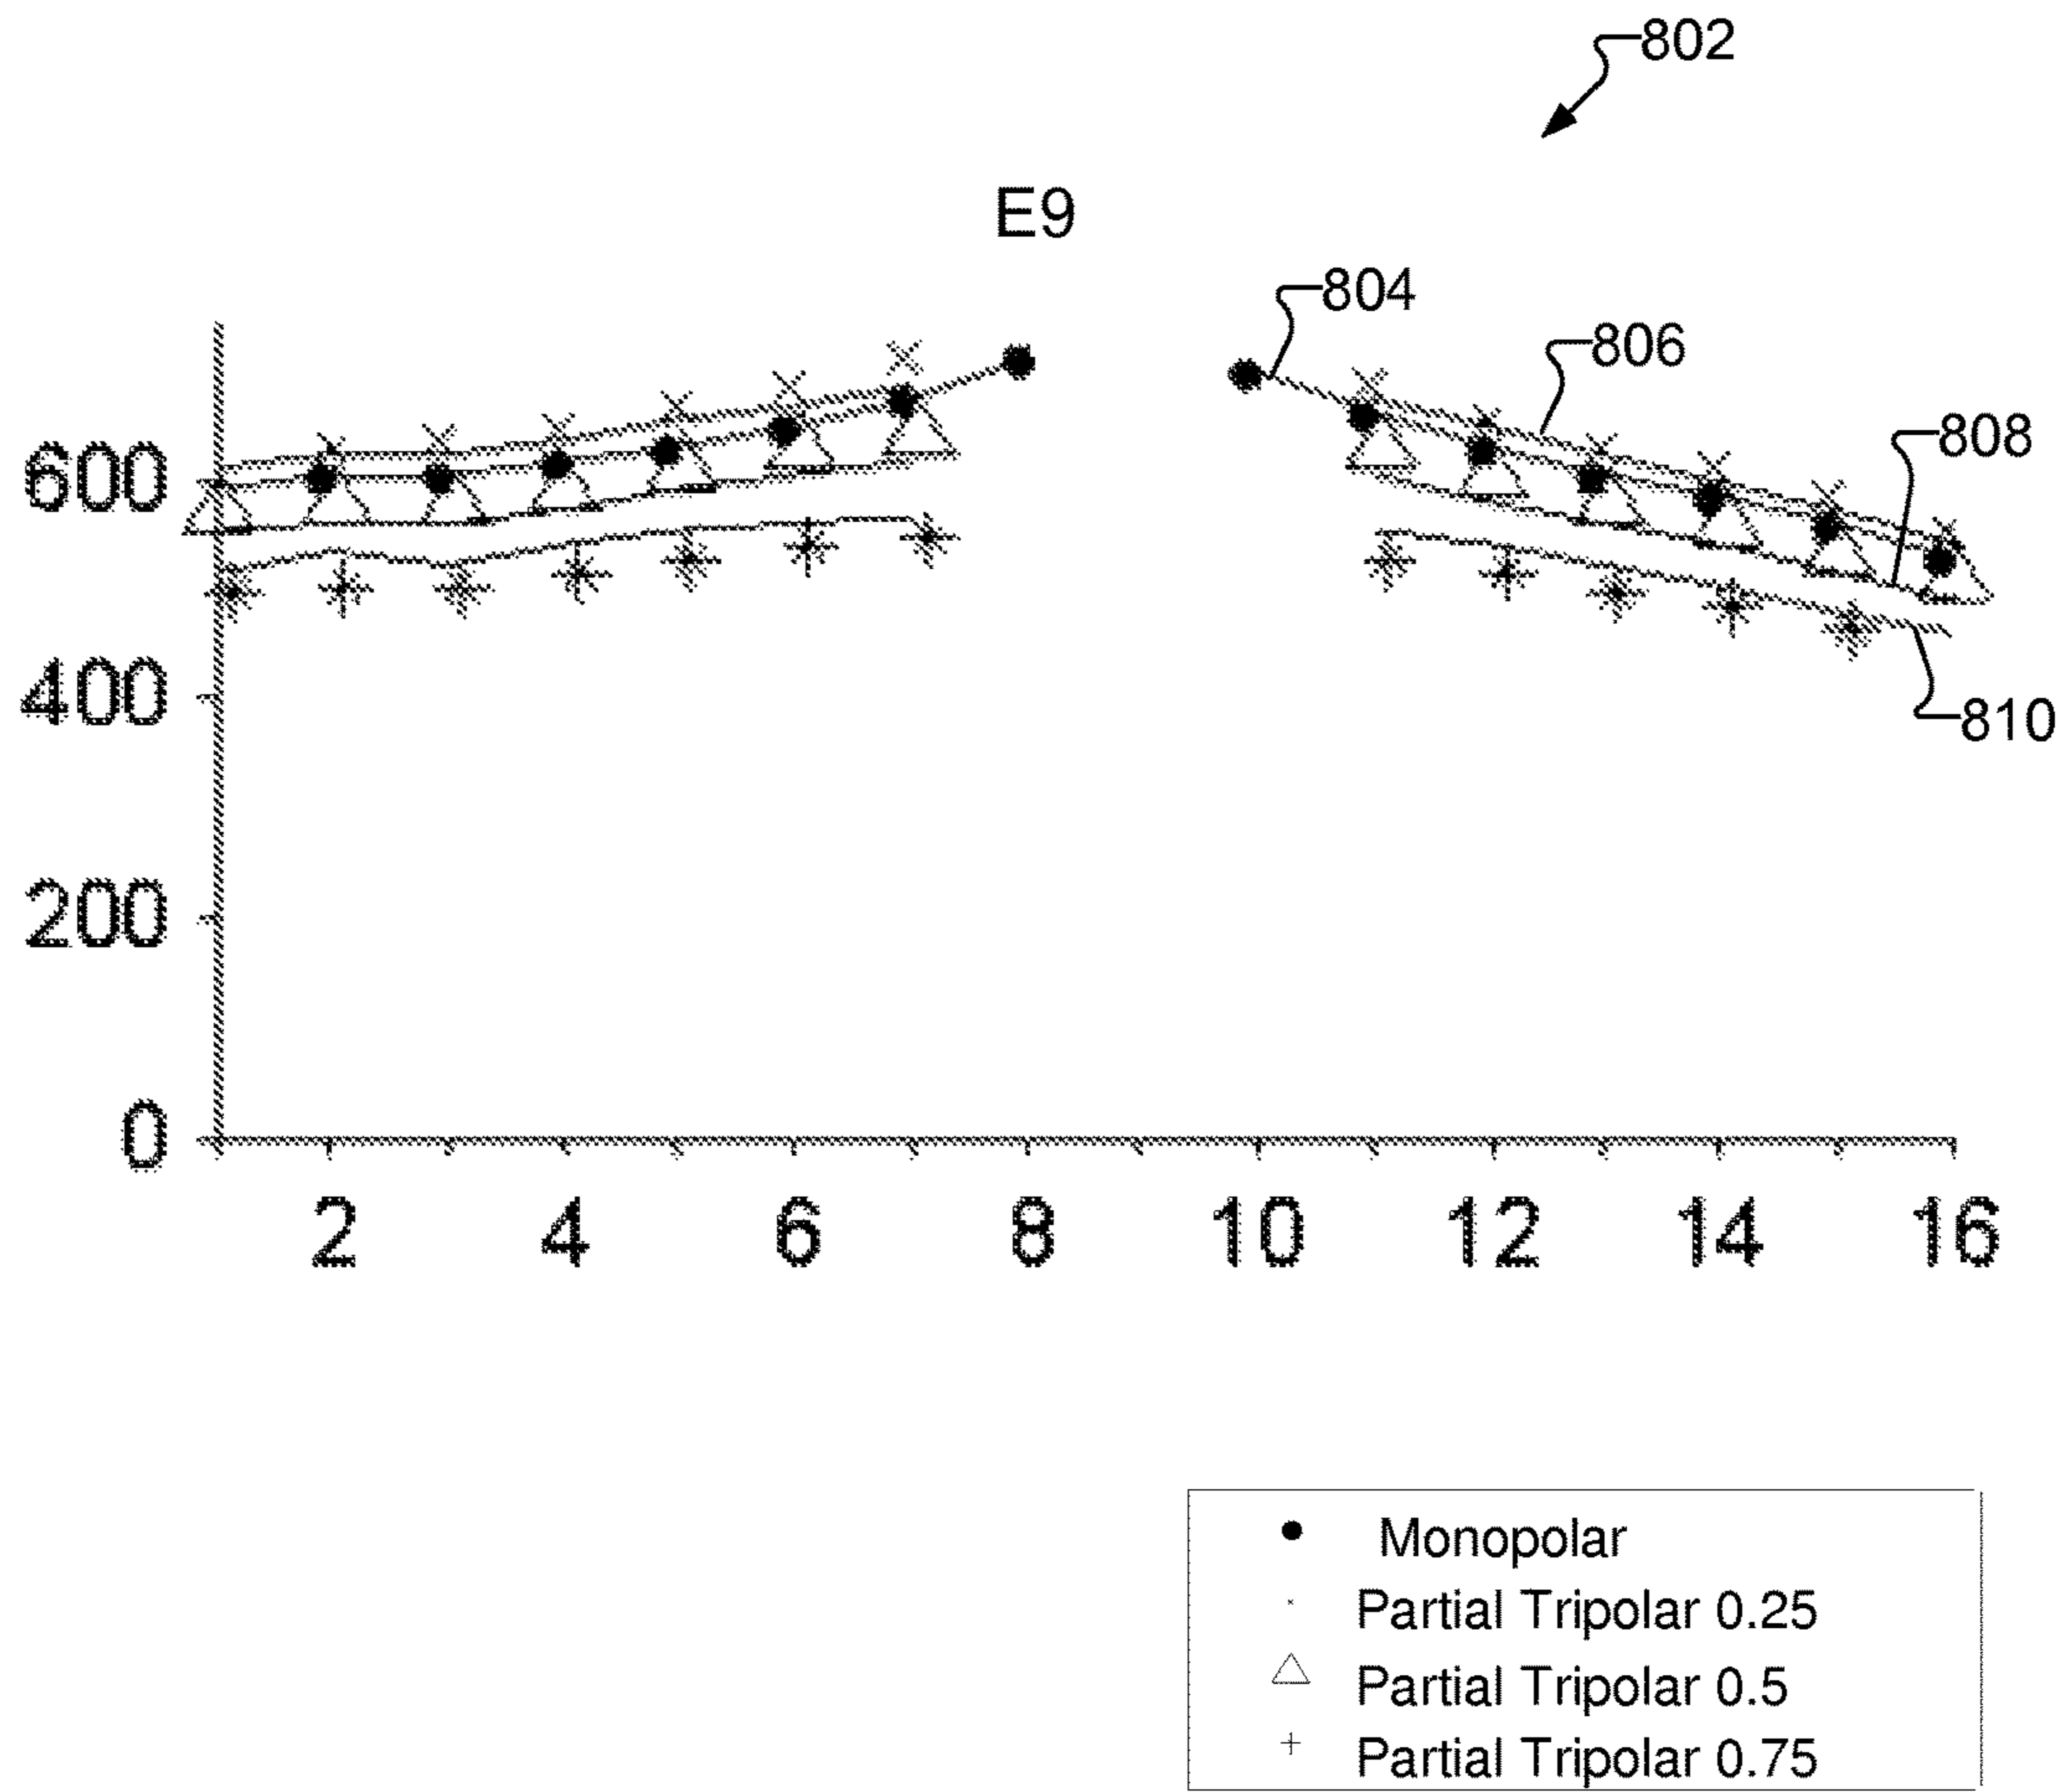 802
E9
804
806
808
600
400
810
200
0
2 4 6 8 10 12 14 16
Monopolar
Partial Tripolar 0.25
Partial Tripolar 0.5
Partial Tripolar 0.75